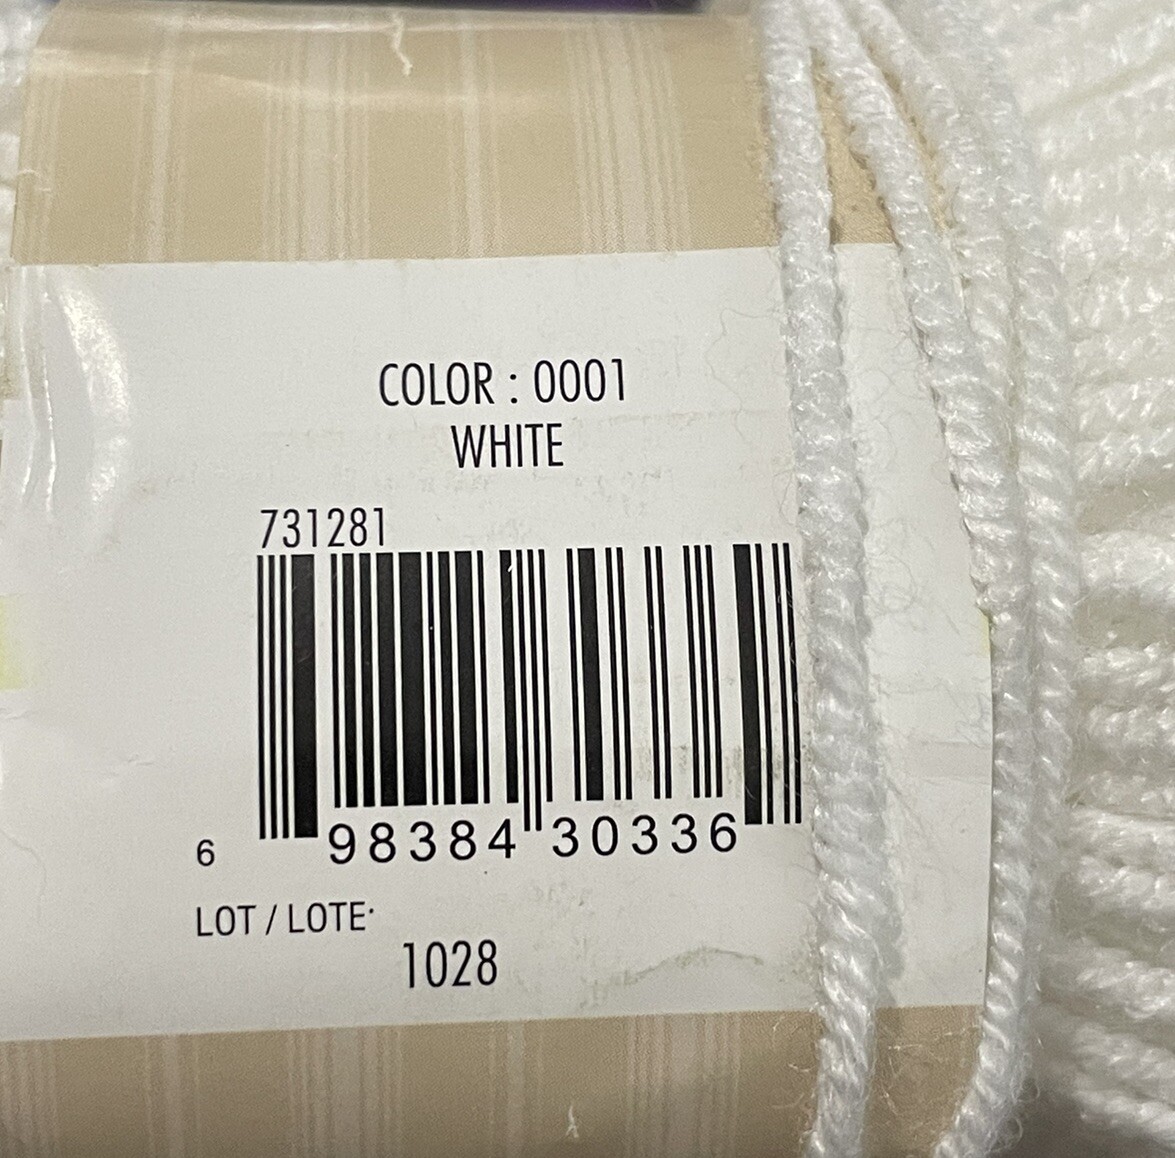 COLOR : 0001
WHITE
731281
6 98384 30336
LOT / LOTE·
1028